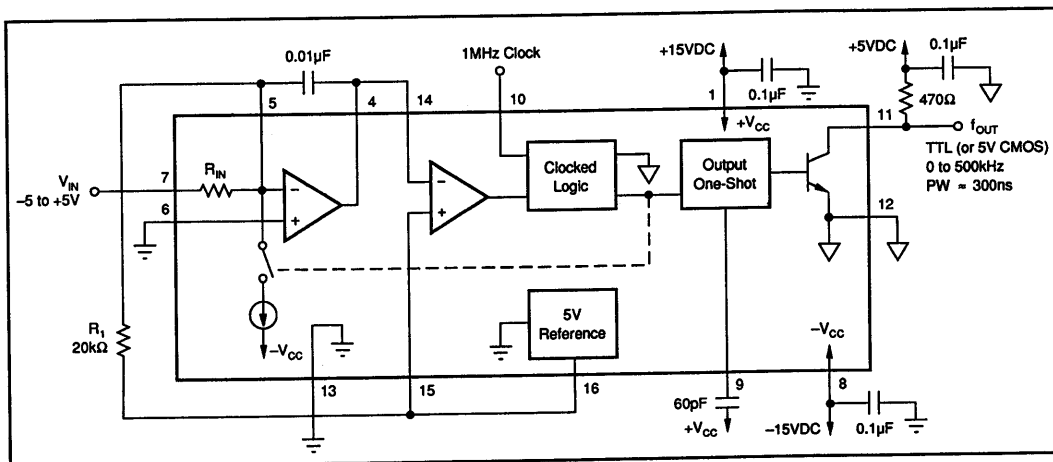 0.01µF
1MHz Clock
+15VDC
0.1µF
+5VDC
0.1µF
470Ω
5
4
14
10
1
11
+V_CC
f_OUT
TTL (or 5V CMOS)
0 to 500kHz
PW ≈ 300ns
V_IN
–5 to +5V
7
R_IN
6
–
+
–
+
Clocked
Logic
Output
One-Shot
12
R_1
20kΩ
–V_CC
5V
Reference
–V_CC
13
15
16
9
8
60pF
+V_CC
–15VDC
0.1µF